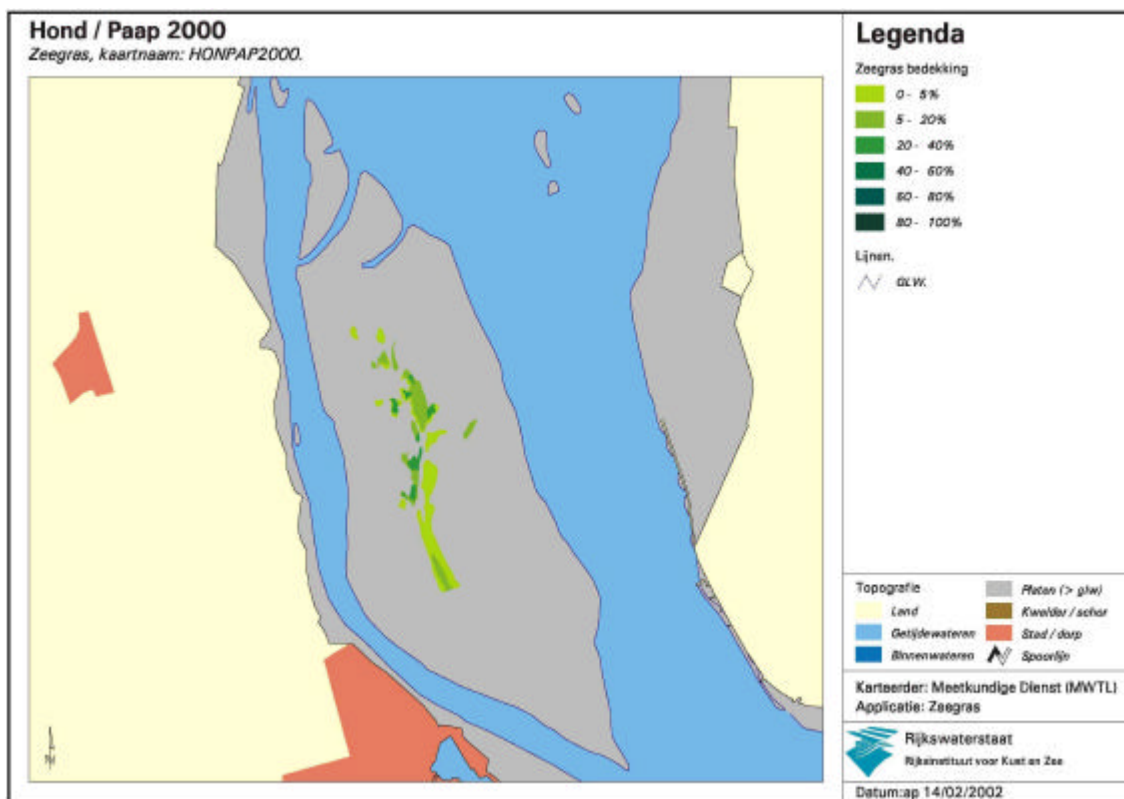 Hond / Paap 2000
Zeegras, kaartnaam: HONPAP2000.
Legenda
Zeegras bedekking
0 - 5%
5 - 20%
20 - 40%
40 - 60%
60 - 80%
80 - 100%
Lijnen.
GLW.
Topografie
Land
Getijdewateren
Binnenwateren
Platen (> glw)
Kwelder / schor
Stad / dorp
Spoorlijn
Karteerder: Meetkundige Dienst (MWTL)
Applicatie: Zeegras
Rijkswaterstaat
Rijksinstituut voor Kust en Zee
Datum:ap 14/02/2002
N